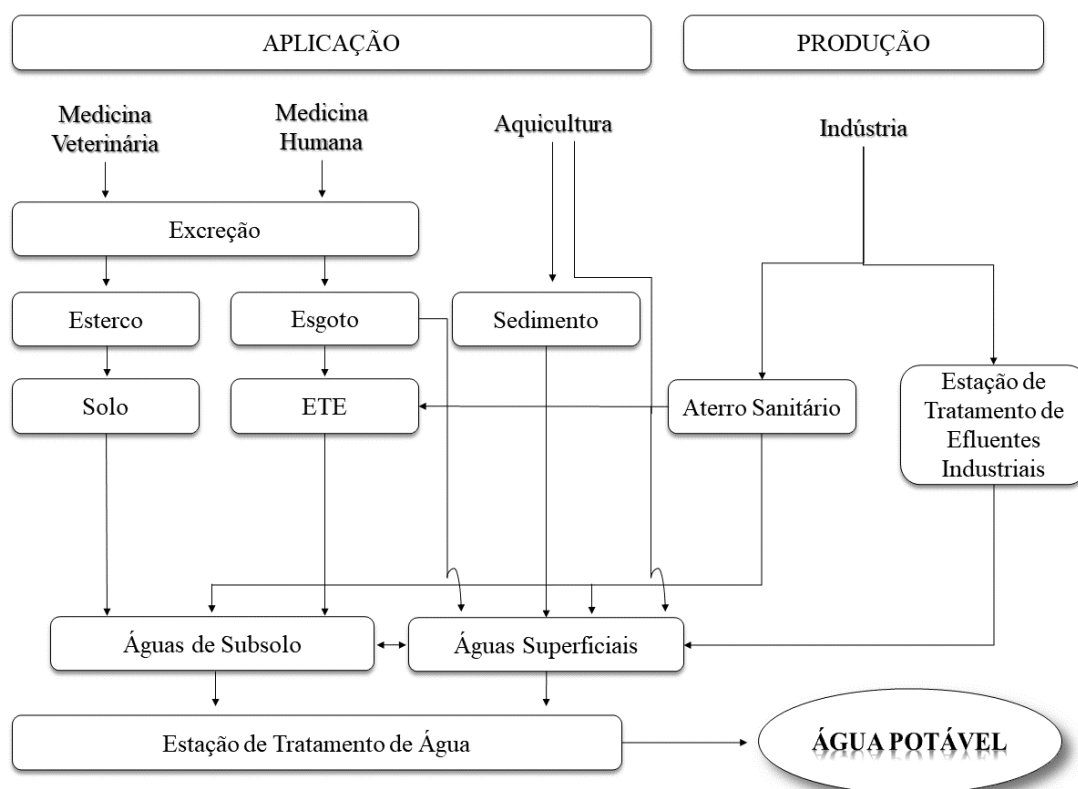 APLICAÇÃO
PRODUÇÃO
Medicina
Veterinária
Medicina
Humana
Aquicultura
Indústria
Excreção
Esterco
Esgoto
Sedimento
Solo
ETE
Aterro Sanitário
Estação de
Tratamento de
Efluentes
Industriais
Águas de Subsolo
Águas Superficiais
Estação de Tratamento de Água
ÁGUA POTÁVEL